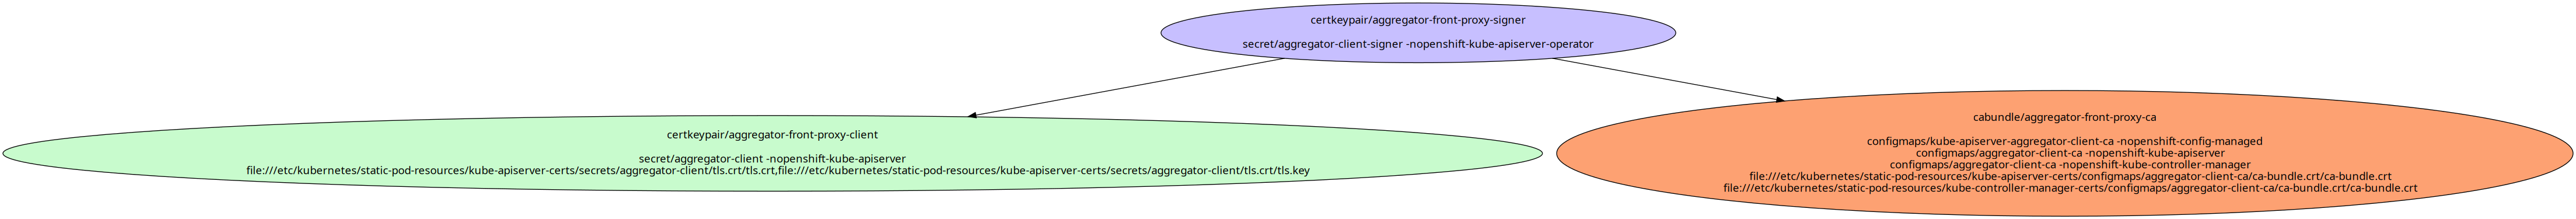 certkeypair/aggregator-front-proxy-signer
secret/aggregator-client-signer -nopenshift-kube-apiserver-operator
certkeypair/aggregator-front-proxy-client
secret/aggregator-client -nopenshift-kube-apiserver
file:///etc/kubernetes/static-pod-resources/kube-apiserver-certs/secrets/aggregator-client/tls.crt/tls.crt,file:///etc/kubernetes/static-pod-resources/kube-apiserver-certs/secrets/aggregator-client/tls.crt/tls.key
cabundle/aggregator-front-proxy-ca
configmaps/kube-apiserver-aggregator-client-ca -nopenshift-config-managed
configmaps/aggregator-client-ca -nopenshift-kube-apiserver
configmaps/aggregator-client-ca -nopenshift-kube-controller-manager
file:///etc/kubernetes/static-pod-resources/kube-apiserver-certs/configmaps/aggregator-client-ca/ca-bundle.crt/ca-bundle.crt
file:///etc/kubernetes/static-pod-resources/kube-controller-manager-certs/configmaps/aggregator-client-ca/ca-bundle.crt/ca-bundle.crt